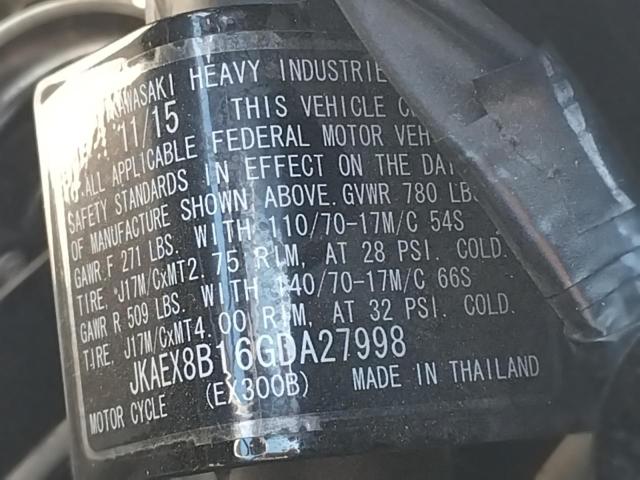 KAWASAKI HEAVY INDUSTRIE
11/15 THIS VEHICLE
ALL APPLICABLE FEDERAL MOTOR VEH
SAFETY STANDARDS IN EFFECT ON THE DA
OF MANUFACTURE SHOWN ABOVE. GVWR 780 LBS
GAWR F 271 LBS. WITH 110/70-17M/C 54S
TIRE, J17M/CxMT2.75 RIM, AT 28 PSI. COLD.
GAWR R 509 LBS. WITH 140/70-17M/C 66S
TIRE, J17M/CxMT4.00 RIM, AT 32 PSI. COLD.
JKAEX8B16GDA27998
MOTOR CYCLE (EX300B) MADE IN THAILAND